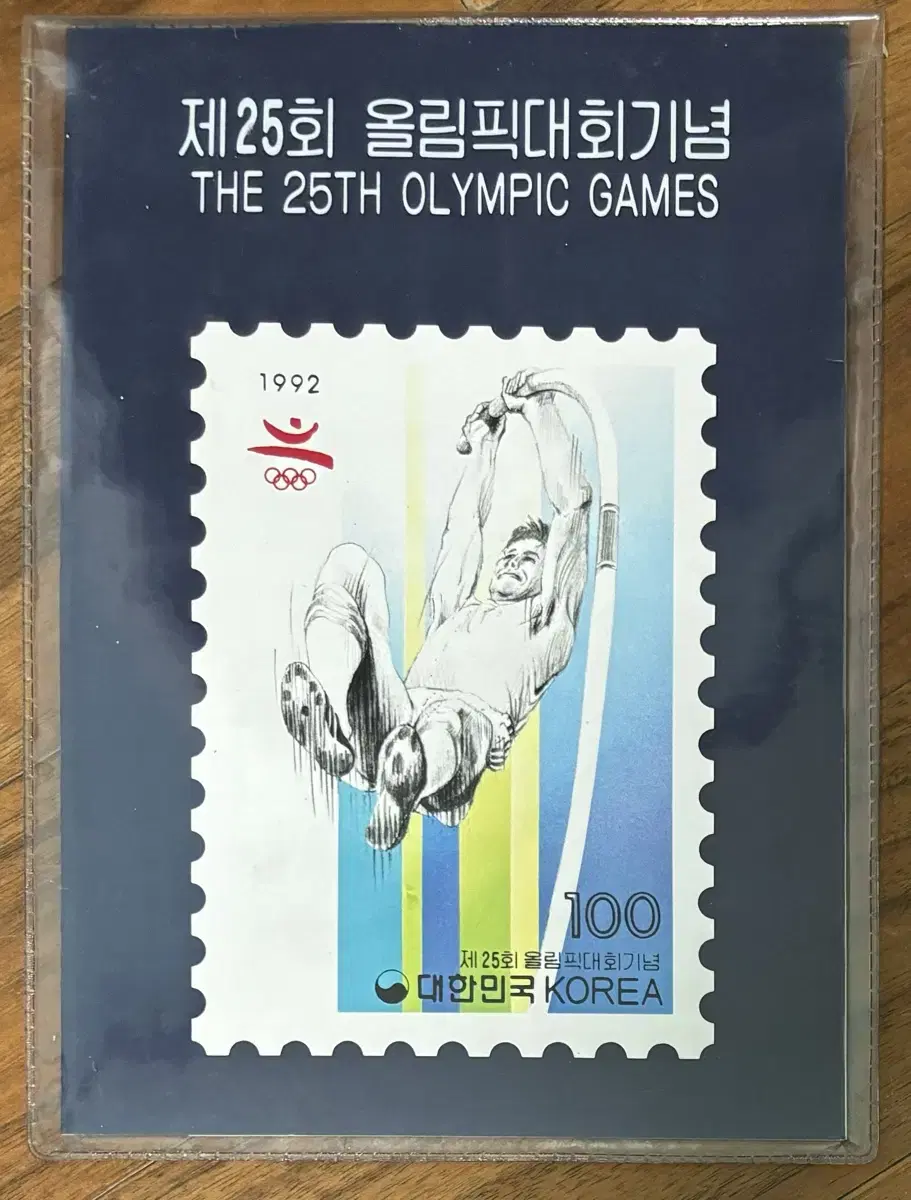 제25회 올림픽대회기념
THE 25TH OLYMPIC GAMES
1992
100
제25회 올림픽대회기념
대한민국 KOREA